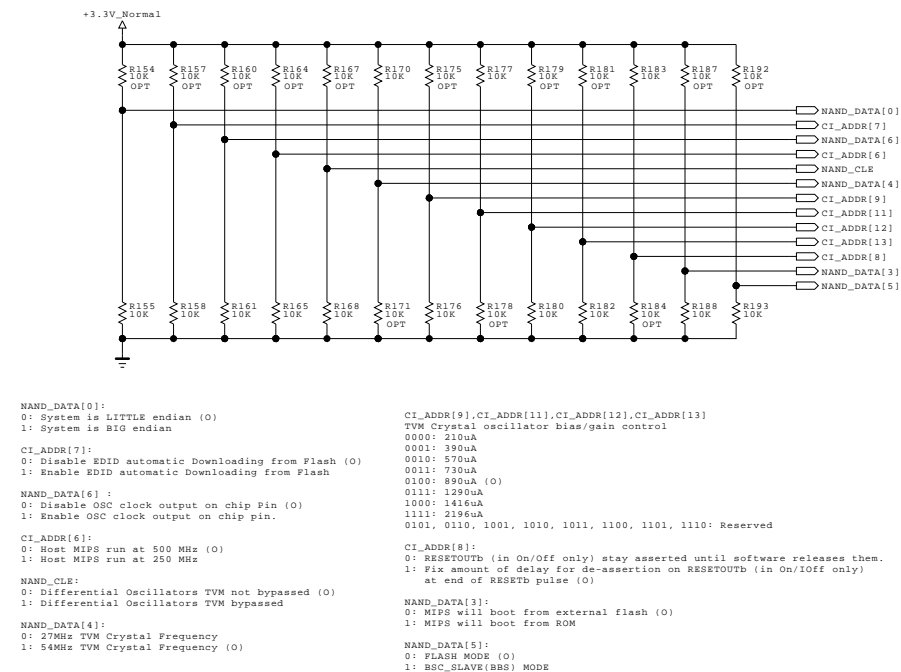 +3.3V_Normal
R154 R157 R160 R164 R167 R170 R175 R177 R179 R181 R183 R187 R192
10K 10K 10K 10K 10K 10K 10K 10K 10K 10K 10K 10K 10K
OPT OPT OPT OPT OPT OPT OPT OPT OPT OPT
NAND_DATA[0]
CI_ADDR[7]
NAND_DATA[6]
CI_ADDR[6]
NAND_CLE
NAND_DATA[4]
CI_ADDR[9]
CI_ADDR[11]
CI_ADDR[12]
CI_ADDR[13]
CI_ADDR[8]
NAND_DATA[3]
NAND_DATA[5]
R155 R158 R161 R165 R168 R171 R176 R178 R180 R182 R184 R188 R193
10K 10K 10K 10K 10K 10K 10K 10K 10K 10K 10K 10K 10K
OPT OPT OPT
NAND_DATA[0]:
0: System is LITTLE endian (O)
1: System is BIG endian
CI_ADDR[7]:
0: Disable EDID automatic Downloading from Flash (O)
1: Enable EDID automatic Downloading from Flash
NAND_DATA[6] :
0: Disable OSC clock output on chip Pin (O)
1: Enable OSC clock output on chip pin.
CI_ADDR[6]:
0: Host MIPS run at 500 MHz (O)
1: Host MIPS run at 250 MHz
NAND_CLE:
0: Differential Oscillators TVM not bypassed (O)
1: Differential Oscillators TVM bypassed
NAND_DATA[4]:
0: 27MHz TVM Crystal Frequency
1: 54MHz TVM Crystal Frequency (O)
CI_ADDR[9],CI_ADDR[11],CI_ADDR[12],CI_ADDR[13]
TVM Crystal oscillator bias/gain control
0000: 210uA
0001: 390uA
0010: 570uA
0011: 730uA
0100: 890uA (O)
0111: 1290uA
1000: 1416uA
1111: 2196uA
0101, 0110, 1001, 1010, 1011, 1100, 1101, 1110: Reserved
CI_ADDR[8]:
0: RESETOUTb (in On/Off only) stay asserted until software releases them.
1: Fix amount of delay for de-assertion on RESETOUTb (in On/IOff only)
at end of RESETb pulse (O)
NAND_DATA[3]:
0: MIPS will boot from external flash (O)
1: MIPS will boot from ROM
NAND_DATA[5]:
0: FLASH MODE (O)
1: BSC_SLAVE(BBS) MODE